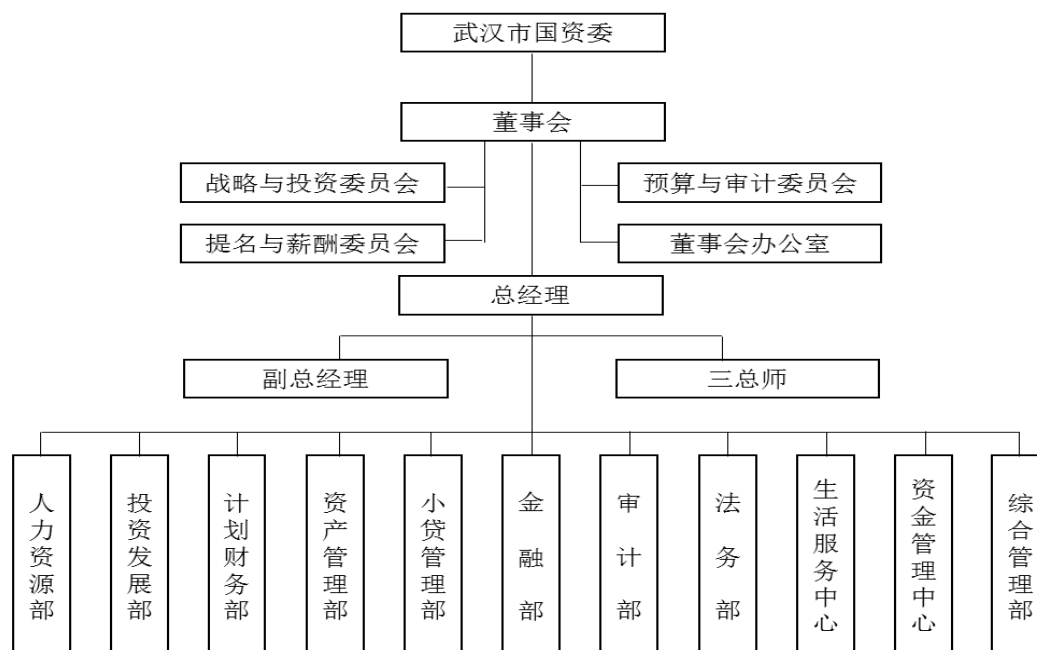 武汉市国资委
董事会
战略与投资委员会
预算与审计委员会
提名与薪酬委员会
董事会办公室
总经理
副总经理
三总师
人力资源部
投资发展部
计划财务部
资产管理部
小贷管理部
金融部
审计部
法务部
生活服务中心
资金管理中心
综合管理部